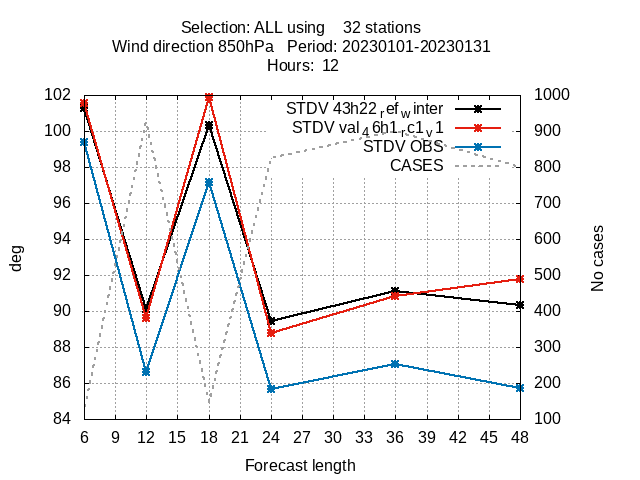 Selection: ALL using 32 stations
Wind direction 850hPa Period: 20230101-20230131
Hours: 12
STDV 43h22_ref_winter
STDV val_46h1_rc1_v1
STDV OBS
CASES
102
100
98
96
94
92
90
88
86
84
1000
900
800
700
600
500
400
300
200
100
deg
No cases
6 9 12 15 18 21 24 27 30 33 36 39 42 45 48
Forecast length